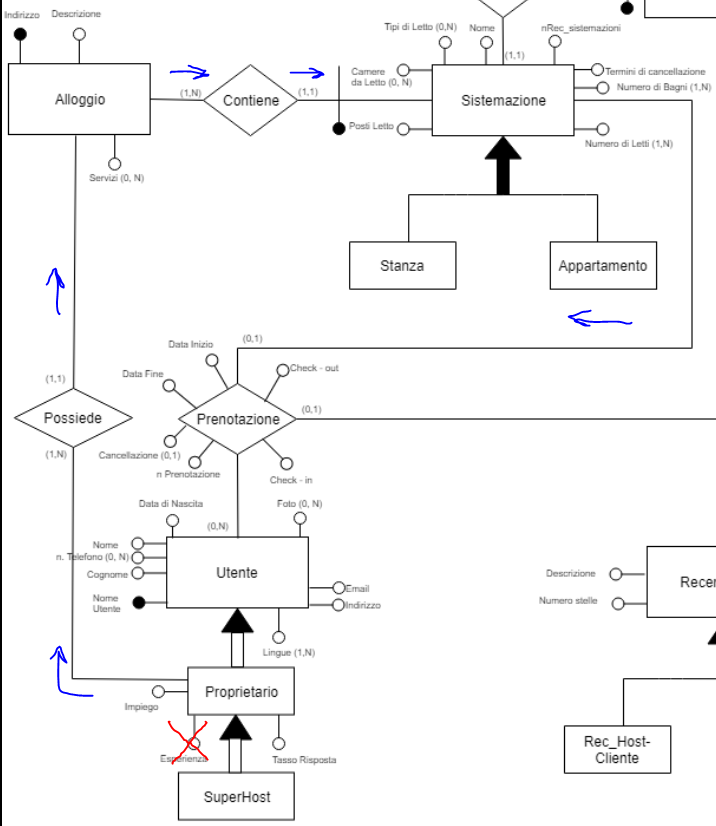 Indirizzo
Descrizione
Tipi di Letto (0,N)
Nome
nRec_sistemazioni
(1,1)
Alloggio
(1,N)
Contiene
(1,1)
Camere
da Letto (0, N)
Posti Letto
Sistemazione
Termini di cancellazione
Numero di Bagni (1,N)
Numero di Letti (1,N)
Servizi (0, N)
Stanza
Appartamento
Data Inizio
(0,1)
Data Fine
Check - out
(1,1)
Possiede
(1,N)
Prenotazione
(0,1)
Cancellazione (0,1)
n Prenotazione
Check - in
Data di Nascita
(0,N)
Foto (0, N)
Nome
n. Telefono (0, N)
Cognome
Nome
Utente
Utente
Email
Indirizzo
Lingue (1,N)
Descrizione
Numero stelle
Recen
Proprietario
Impiego
Esperienza
Tasso Risposta
SuperHost
Rec_Host-
Cliente